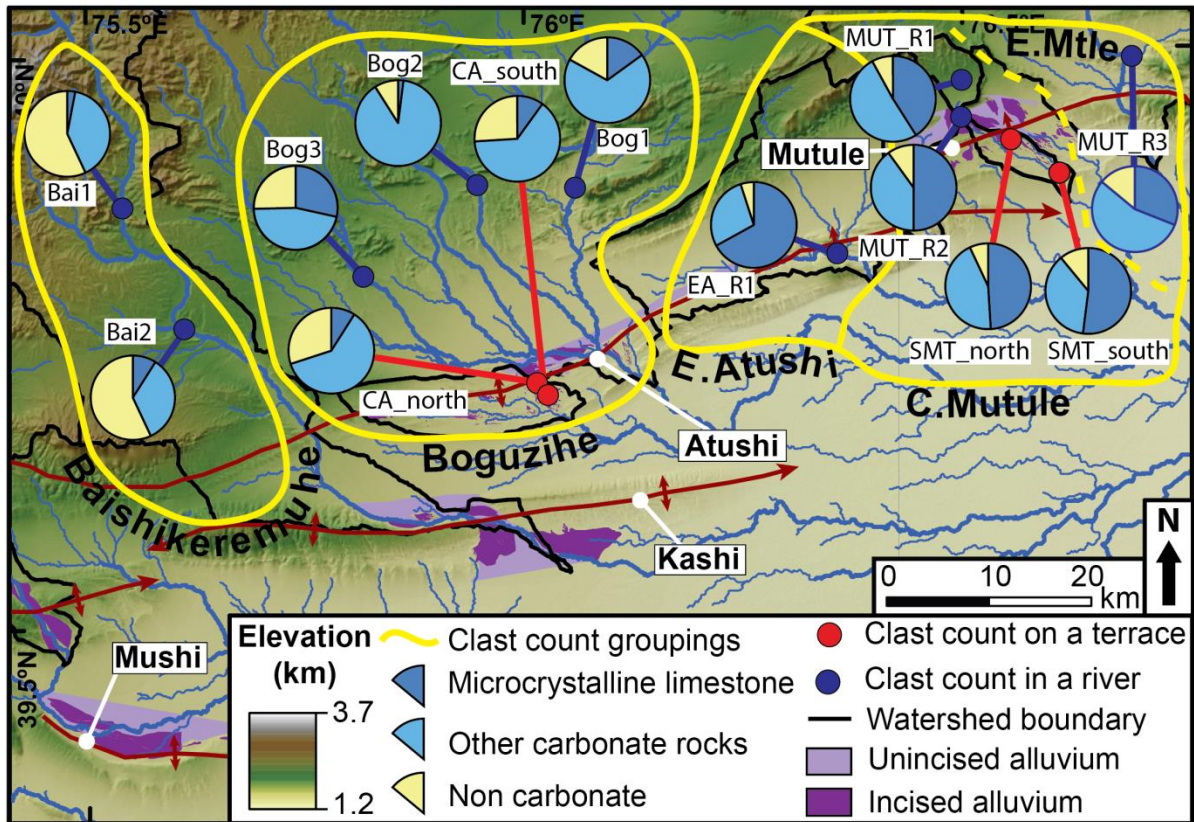 75.5ºE
76ºE
76.5ºE
40ºN
39.5ºN
MUT_R1
E.Mtle
Bog2
CA_south
Bog1
Bog3
Bai1
Mutule
MUT_R3
MUT_R2
EA_R1
Bai2
SMT_north
SMT_south
CA_north
E.Atushi
C.Mutule
Boguzihe
Atushi
Baishikeremuhe
Kashi
N
0 10 20
km
Mushi
Elevation
(km)
3.7
1.2
Clast count groupings
Microcrystalline limestone
Other carbonate rocks
Non carbonate
Clast count on a terrace
Clast count in a river
Watershed boundary
Unincised alluvium
Incised alluvium